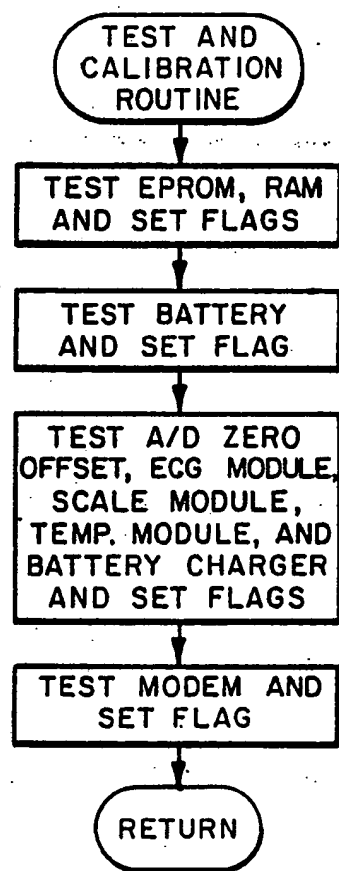 TEST AND
CALIBRATION
ROUTINE
TEST EPROM, RAM
AND SET FLAGS
TEST BATTERY
AND SET FLAG
TEST A/D ZERO
OFFSET, ECG MODULE,
SCALE MODULE,
TEMP. MODULE, AND
BATTERY CHARGER
AND SET FLAGS
TEST MODEM AND
SET FLAG
RETURN